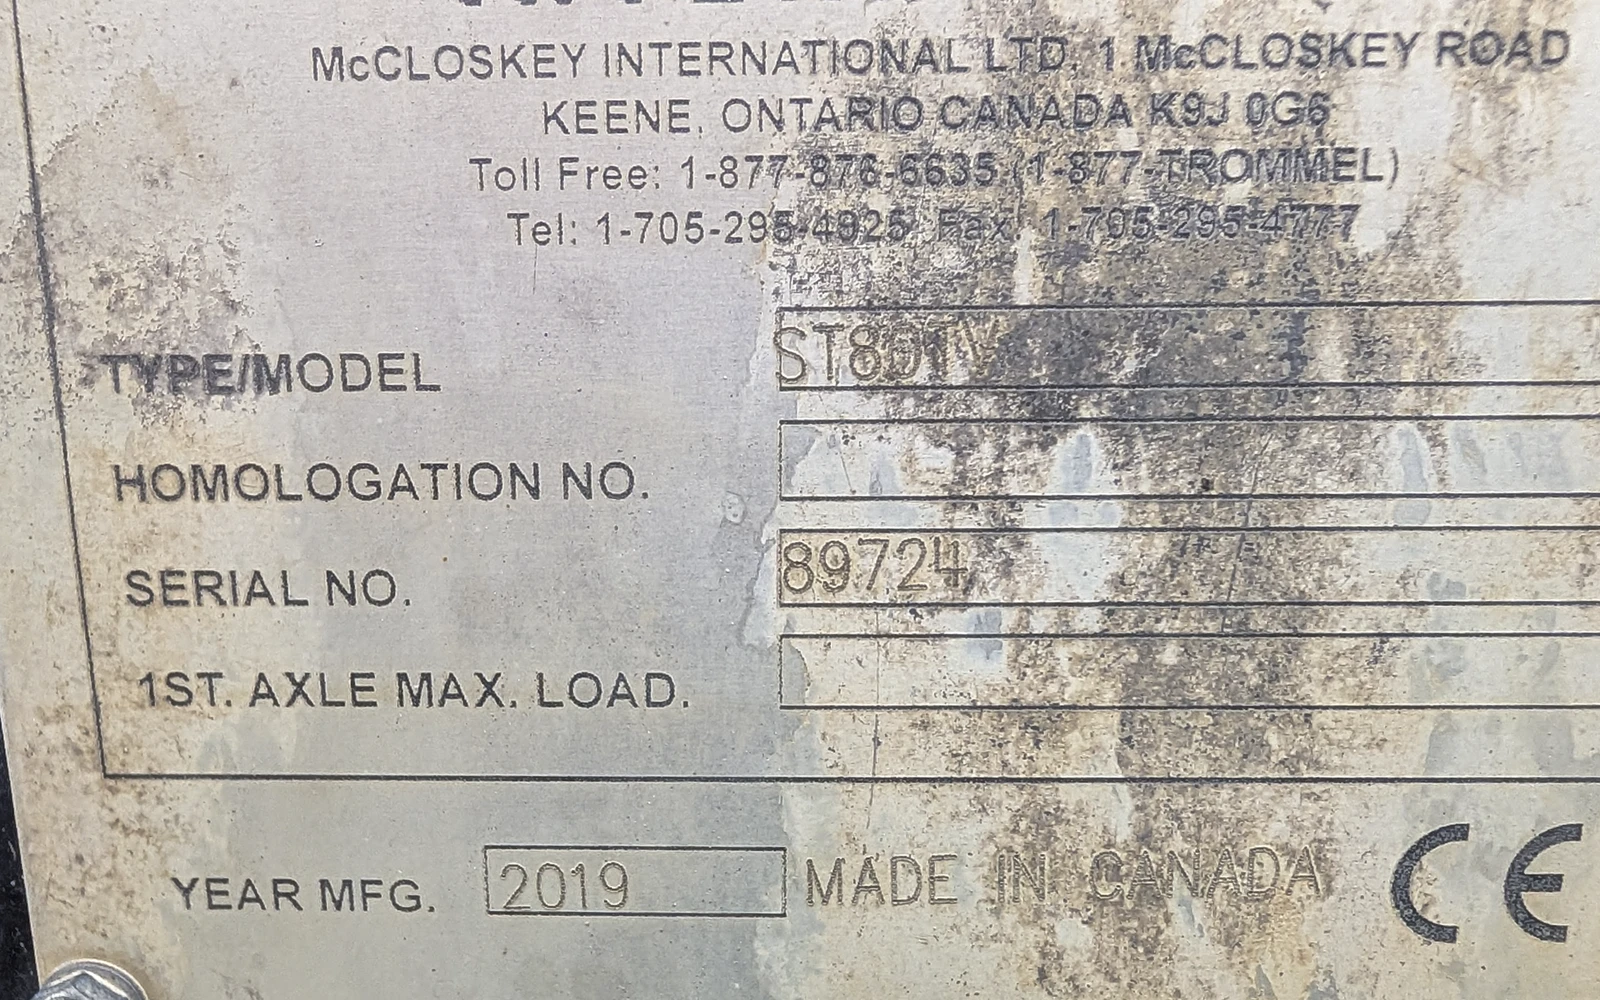 McCLOSKEY INTERNATIONAL LTD. 1 McCLOSKEY ROAD
KEENE, ONTARIO CANADA K9J 0G6
Toll Free: 1-877-876-6635 (1-877-TROMMEL)
Tel: 1-705-295-4925 Fax: 1-705-295-4777
TYPE/MODEL ST80TV
HOMOLOGATION NO.
SERIAL NO. 89724
1ST. AXLE MAX. LOAD.
YEAR MFG. 2019 MADE IN CANADA CE